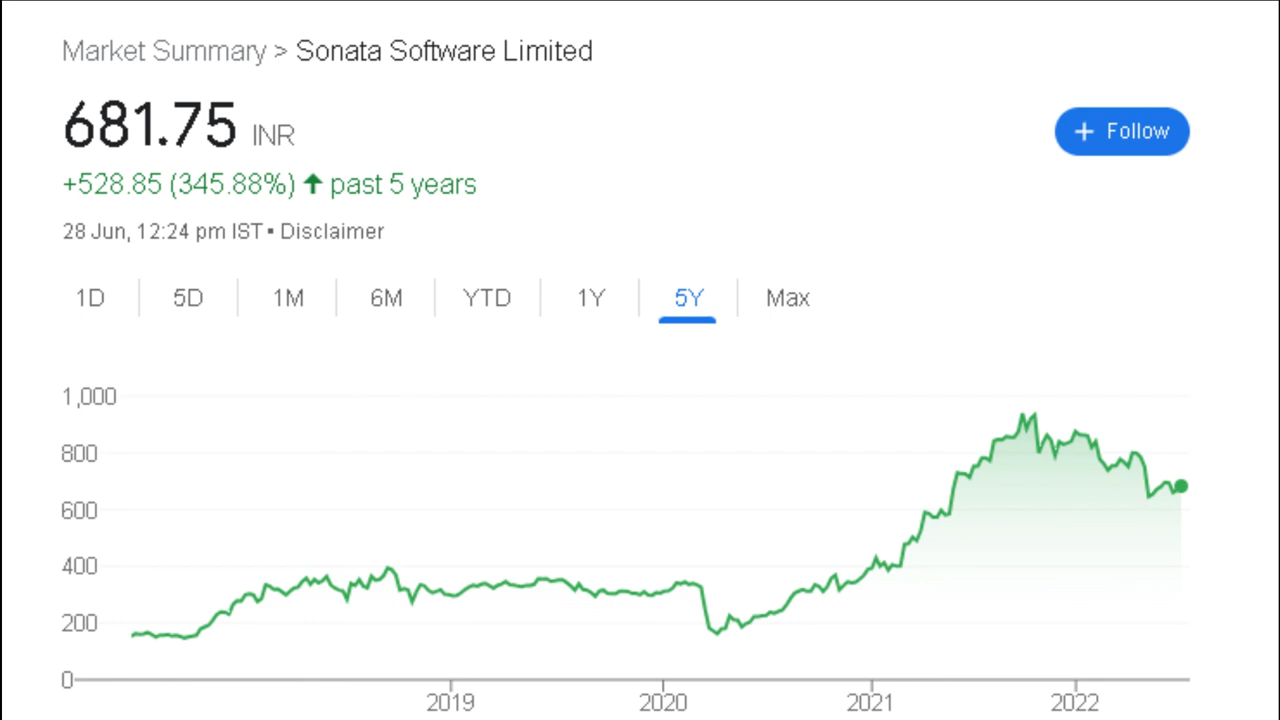 Market Summary > Sonata Software Limited
681.75 INR
+ Follow
+528.85 (345.88%) ↑ past 5 years
28 Jun, 12:24 pm IST • Disclaimer
1D 5D 1M 6M YTD 1Y 5Y Max
1,000
800
600
400
200
0
2019 2020 2021 2022